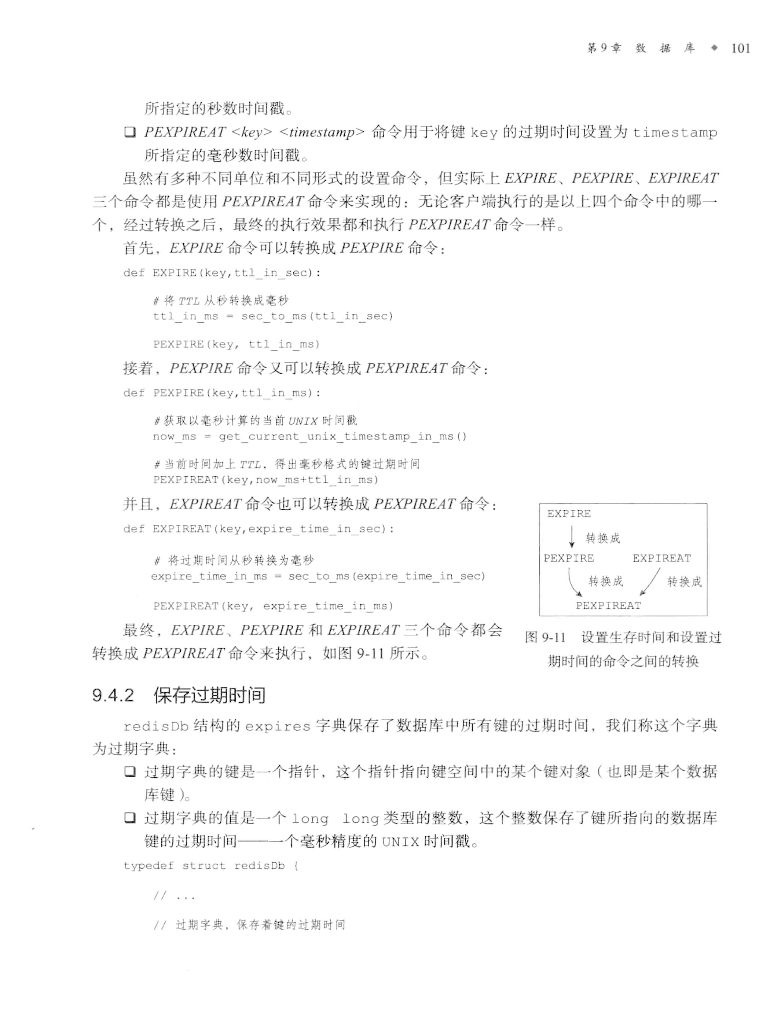 第9章 数 据 库 ◆ 101
所指定的秒数时间戳。
❑ PEXPIREAT <key> <timestamp> 命令用于将键 key 的过期时间设置为 timestamp
所指定的毫秒数时间戳。
虽然有多种不同单位和不同形式的设置命令，但实际上 EXPIRE、PEXPIRE、EXPIREAT
三个命令都是使用 PEXPIREAT 命令来实现的：无论客户端执行的是以上四个命令中的哪一
个，经过转换之后，最终的执行效果都和执行 PEXPIREAT 命令一样。
首先，EXPIRE 命令可以转换成 PEXPIRE 命令：
def EXPIRE(key,ttl_in_sec):
# 将 TTL 从秒转换成毫秒
ttl_in_ms = sec_to_ms(ttl_in_sec)
PEXPIRE(key, ttl_in_ms)
接着，PEXPIRE 命令又可以转换成 PEXPIREAT 命令：
def PEXPIRE(key,ttl_in_ms):
# 获取以毫秒计算的当前 UNIX 时间戳
now_ms = get_current_unix_timestamp_in_ms()
# 当前时间加上 TTL，得出毫秒格式的键过期时间
PEXPIREAT(key,now_ms+ttl_in_ms)
并且，EXPIREAT 命令也可以转换成 PEXPIREAT 命令：
def EXPIREAT(key,expire_time_in_sec):
# 将过期时间从秒转换为毫秒
expire_time_in_ms = sec_to_ms(expire_time_in_sec)
PEXPIREAT(key, expire_time_in_ms)
最终，EXPIRE、PEXPIRE 和 EXPIREAT 三个命令都会
转换成 PEXPIREAT 命令来执行，如图 9-11 所示。
EXPIRE
转换成
PEXPIRE EXPIREAT
转换成 转换成
PEXPIREAT
图 9-11 设置生存时间和设置过
期时间的命令之间的转换
9.4.2 保存过期时间
redisDb 结构的 expires 字典保存了数据库中所有键的过期时间，我们称这个字典
为过期字典：
❑ 过期字典的键是一个指针，这个指针指向键空间中的某个键对象（也即是某个数据
库键）。
❑ 过期字典的值是一个 long long 类型的整数，这个整数保存了键所指向的数据库
键的过期时间——一个毫秒精度的 UNIX 时间戳。
typedef struct redisDb {
// ...
// 过期字典，保存着键的过期时间